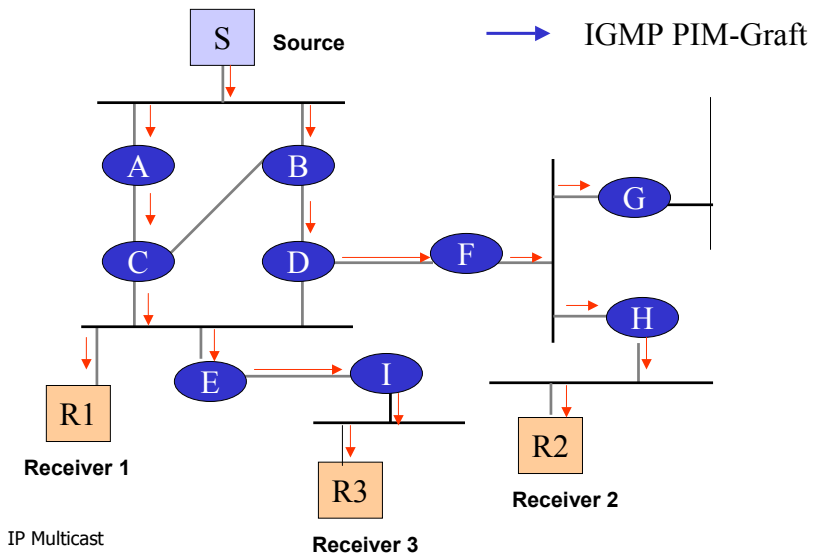 S
Source
IGMP PIM-Graft
A
B
G
C
D
F
H
E
I
R1
R2
Receiver 1
R3
Receiver 2
IP Multicast
Receiver 3